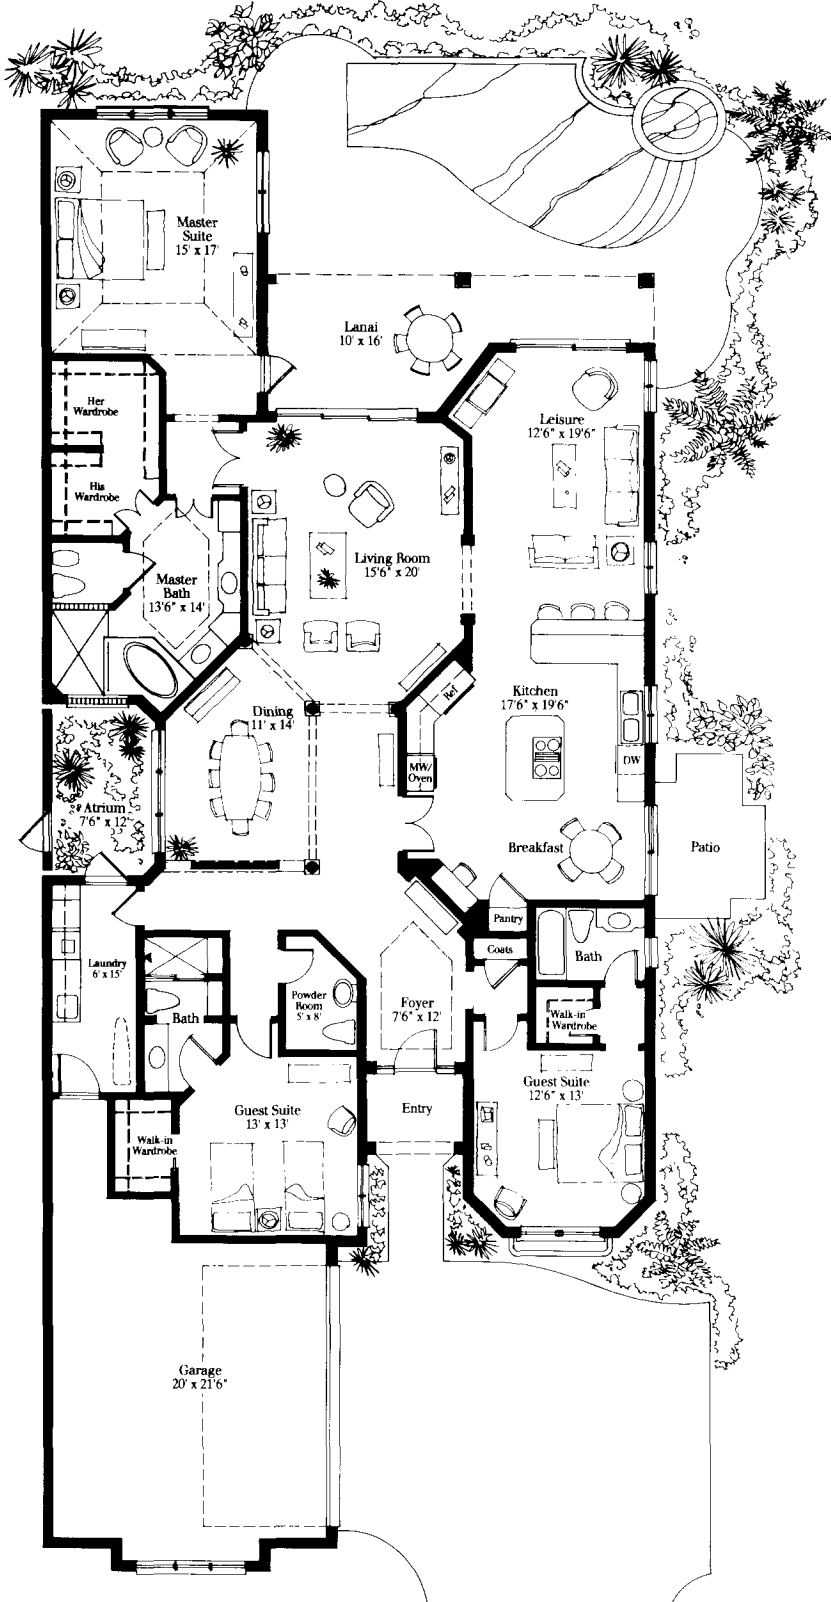 Master
Suite
15' x 17'
Lanai
10' x 16'
Her
Wardrobe
His
Wardrobe
Leisure
12'6" x 19'6"
Living Room
15'6" x 20'
Master
Bath
13'6" x 14'
Dining
11' x 14'
Kitchen
17'6" x 19'6"
Ref
MW/
Oven
DW
Atrium
7'6" x 12'
Breakfast
Patio
Pantry
Coats
Bath
Laundry
6' x 15'
Powder
Room
5' x 8'
Foyer
7'6" x 12'
Bath
Walk-in
Wardrobe
Guest Suite
12'6" x 13'
Entry
Guest Suite
13' x 13'
Walk-in
Wardrobe
Garage
20' x 21'6"